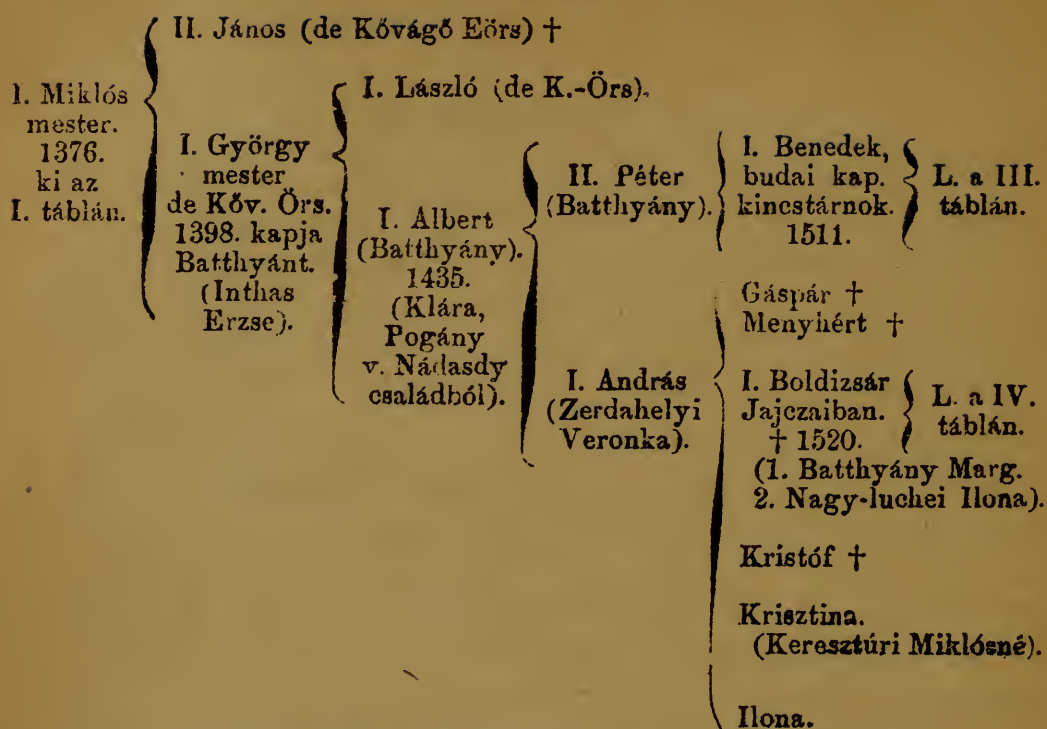 II. János (de Kővágó Eörs) †
I. Miklós
mester.
1376.
ki az
I. táblán.
I. György
mester
de Kőv. Örs.
1398. kapja
Batthyánt.
(Inthas
Erzse).
I. László (de K.-Örs).
I. Albert
(Batthyány).
1435.
(Klára,
Pogány
v. Nádasdy
családból).
II. Péter
(Batthyány).
I. Benedek,
budai kap.
kincstárnok.
1511.
L. a III.
táblán.
I. András
(Zerdahelyi
Veronka).
Gáspár †
Menyhért †
I. Boldizsár
Jajczaiban.
† 1520.
L. a IV.
táblán.
(1. Batthyány Marg.
2. Nagy-luchei Ilona).
Kristóf †
Krisztina.
(Keresztúri Miklósné).
Ilona.